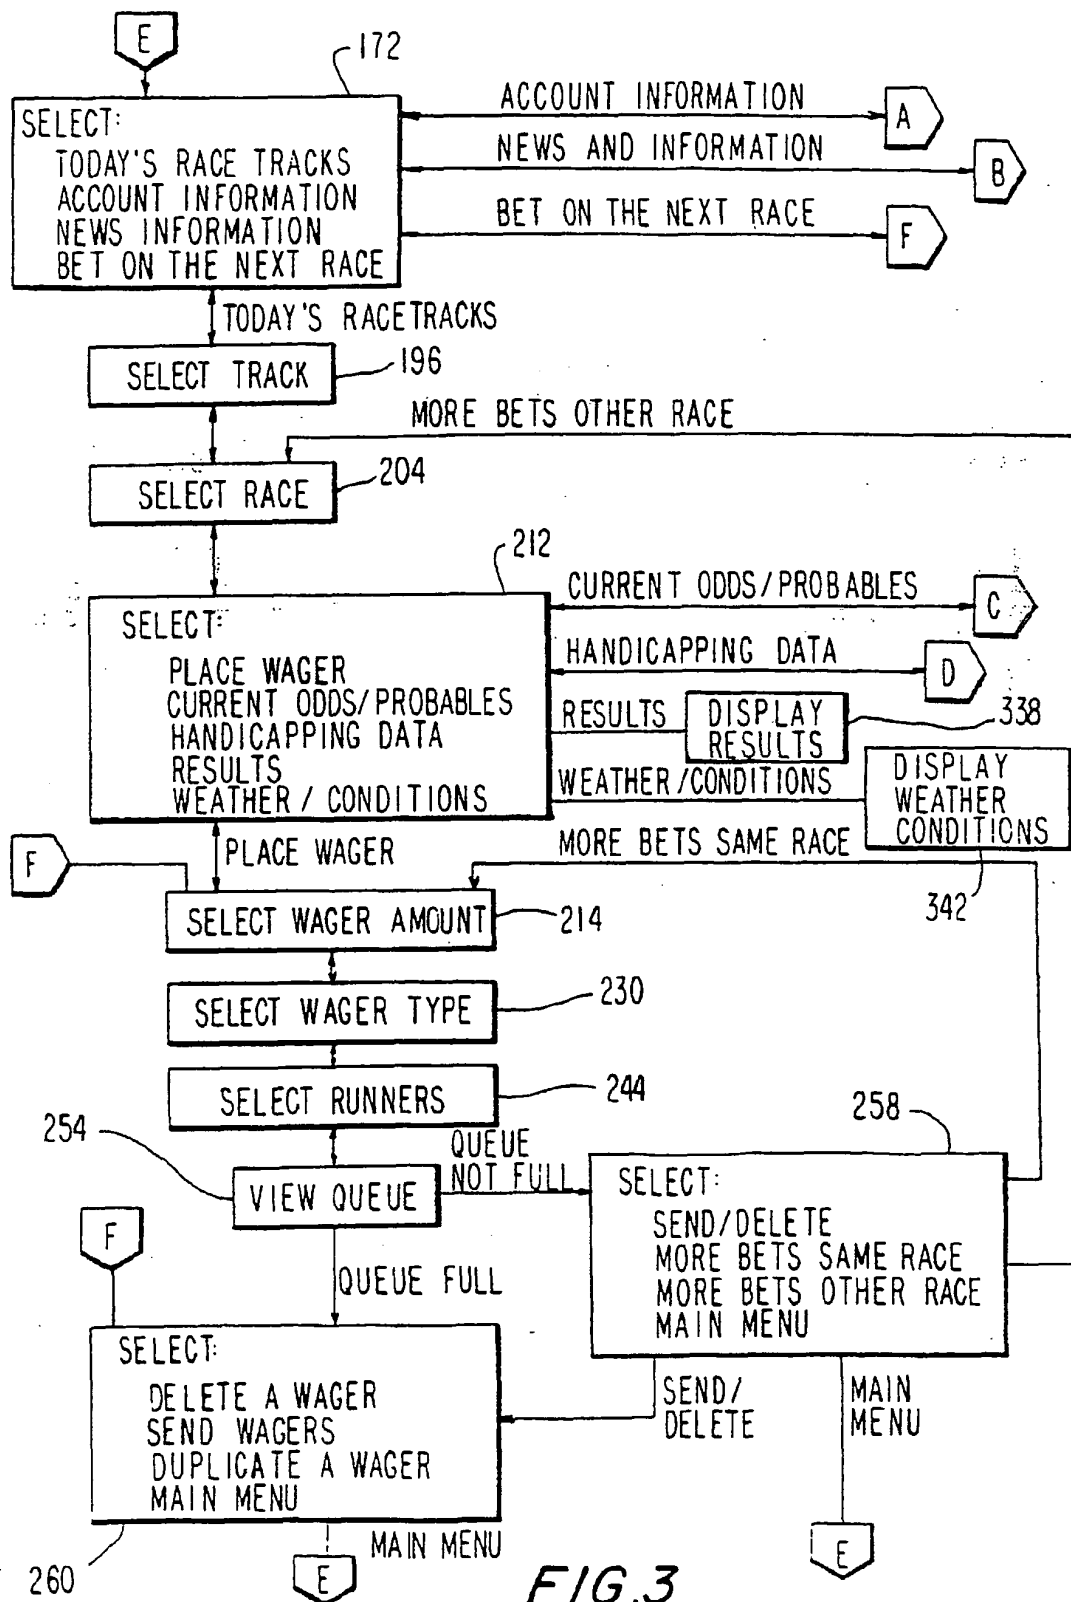 E
172
SELECT:
TODAY'S RACE TRACKS
ACCOUNT INFORMATION
NEWS INFORMATION
BET ON THE NEXT RACE
ACCOUNT INFORMATION
A
NEWS AND INFORMATION
B
BET ON THE NEXT RACE
F
TODAY'S RACETRACKS
SELECT TRACK
196
MORE BETS OTHER RACE
SELECT RACE
204
212
SELECT:
PLACE WAGER
CURRENT ODDS/PROBABLES
HANDICAPPING DATA
RESULTS
WEATHER / CONDITIONS
CURRENT ODDS/PROBABLES
C
HANDICAPPING DATA
D
RESULTS
DISPLAY
RESULTS
338
WEATHER/CONDITIONS
DISPLAY
WEATHER
CONDITIONS
342
F
PLACE WAGER
MORE BETS SAME RACE
SELECT WAGER AMOUNT
214
SELECT WAGER TYPE
230
SELECT RUNNERS
244
254
VIEW QUEUE
QUEUE
NOT FULL
258
SELECT:
SEND/DELETE
MORE BETS SAME RACE
MORE BETS OTHER RACE
MAIN MENU
F
QUEUE FULL
SELECT:
DELETE A WAGER
SEND WAGERS
DUPLICATE A WAGER
MAIN MENU
SEND/
DELETE
MAIN
MENU
260
MAIN MENU
E
E
FIG.3